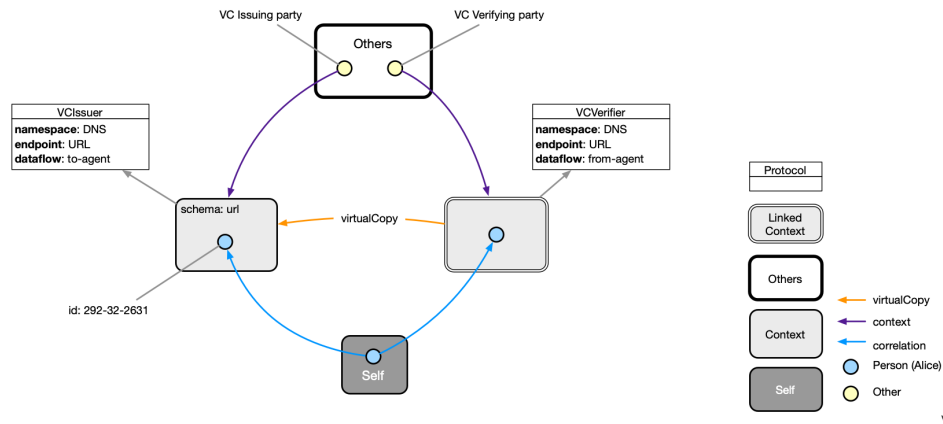 VC Issuing party
VC Verifying party
Others
VCIssuer
namespace: DNS
endpoint: URL
dataflow: to-agent
VCVerifier
namespace: DNS
endpoint: URL
dataflow: from-agent
schema: url
virtualCopy
id: 292-32-2631
Self
Protocol
Linked
Context
Others
Context
Self
virtualCopy
context
correlation
Person (Alice)
Other